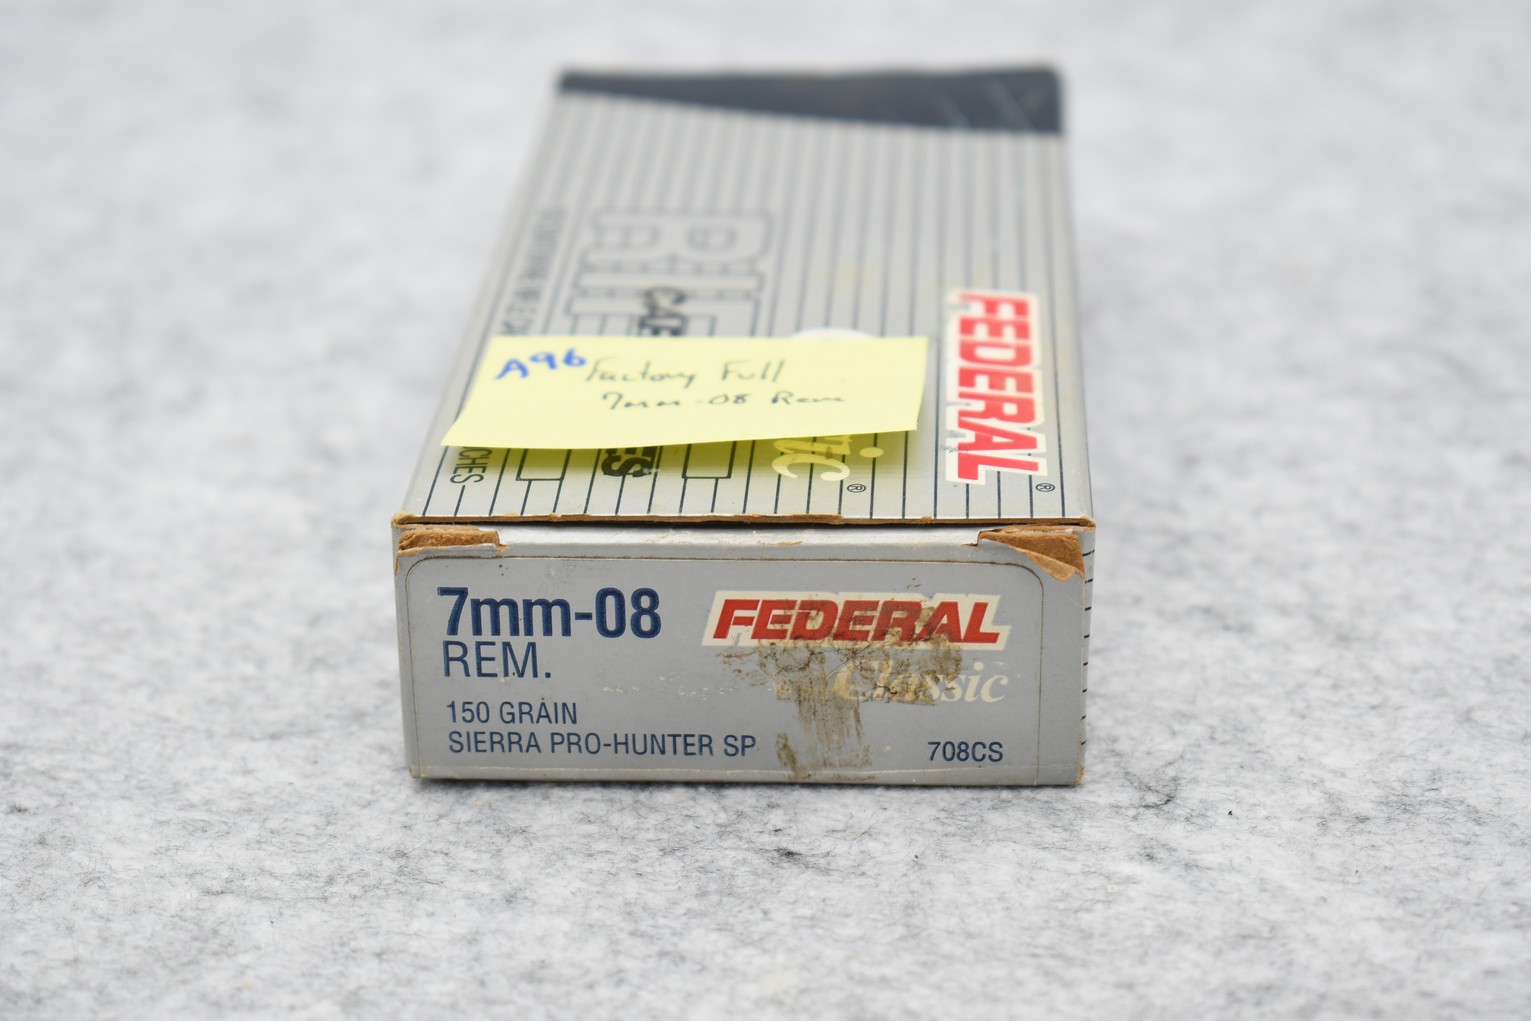 A96 Factory Full
7mm-08 Rem
FEDERAL®
®
7mm-08
REM.
150 GRAIN
SIERRA PRO-HUNTER SP
FEDERAL
Classic
708CS